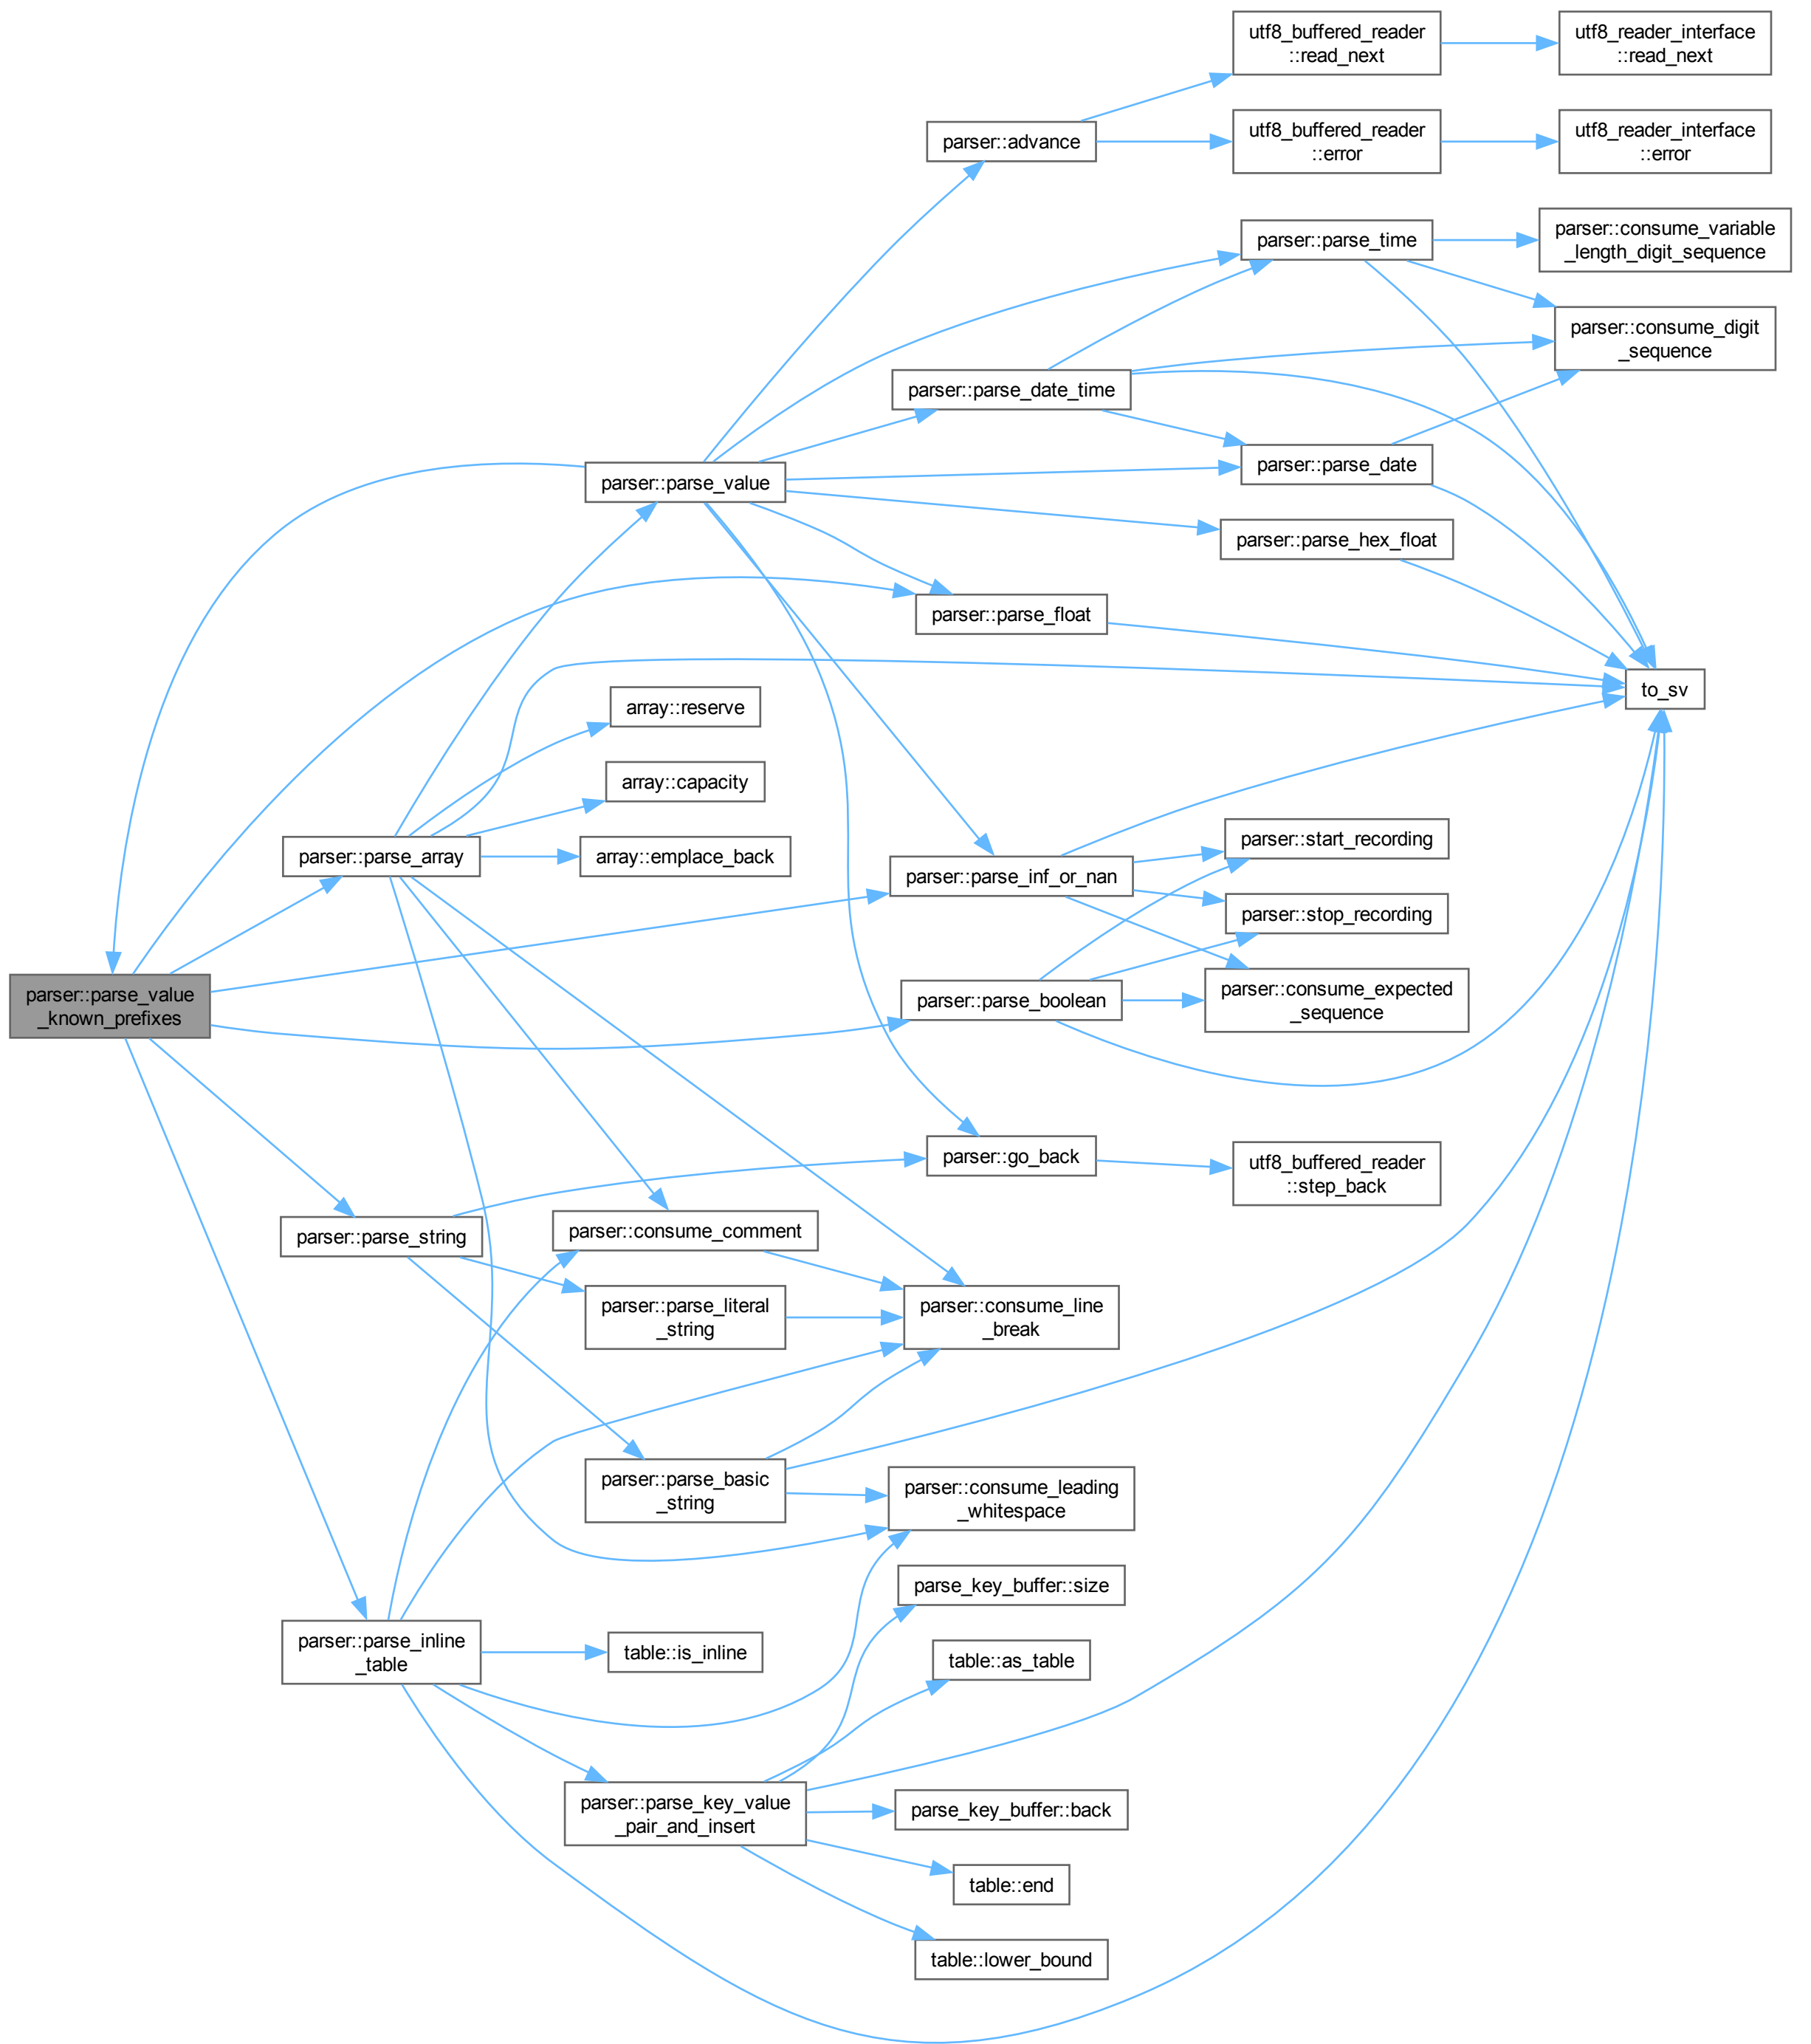 utf8_buffered_reader
::read_next
utf8_reader_interface
::read_next
parser::advance
utf8_buffered_reader
::error
utf8_reader_interface
::error
parser::parse_time
parser::consume_variable
_length_digit_sequence
parser::consume_digit
_sequence
parser::parse_date_time
parser::parse_date
parser::parse_value
parser::parse_hex_float
parser::parse_float
to_sv
array::reserve
array::capacity
parser::parse_array
array::emplace_back
parser::start_recording
parser::parse_inf_or_nan
parser::stop_recording
parser::parse_value
_known_prefixes
parser::parse_boolean
parser::consume_expected
_sequence
parser::go_back
utf8_buffered_reader
::step_back
parser::parse_string
parser::consume_comment
parser::parse_literal
_string
parser::consume_line
_break
parser::parse_basic
_string
parser::consume_leading
_whitespace
parse_key_buffer::size
parser::parse_inline
_table
table::is_inline
table::as_table
parser::parse_key_value
_pair_and_insert
parse_key_buffer::back
table::end
table::lower_bound